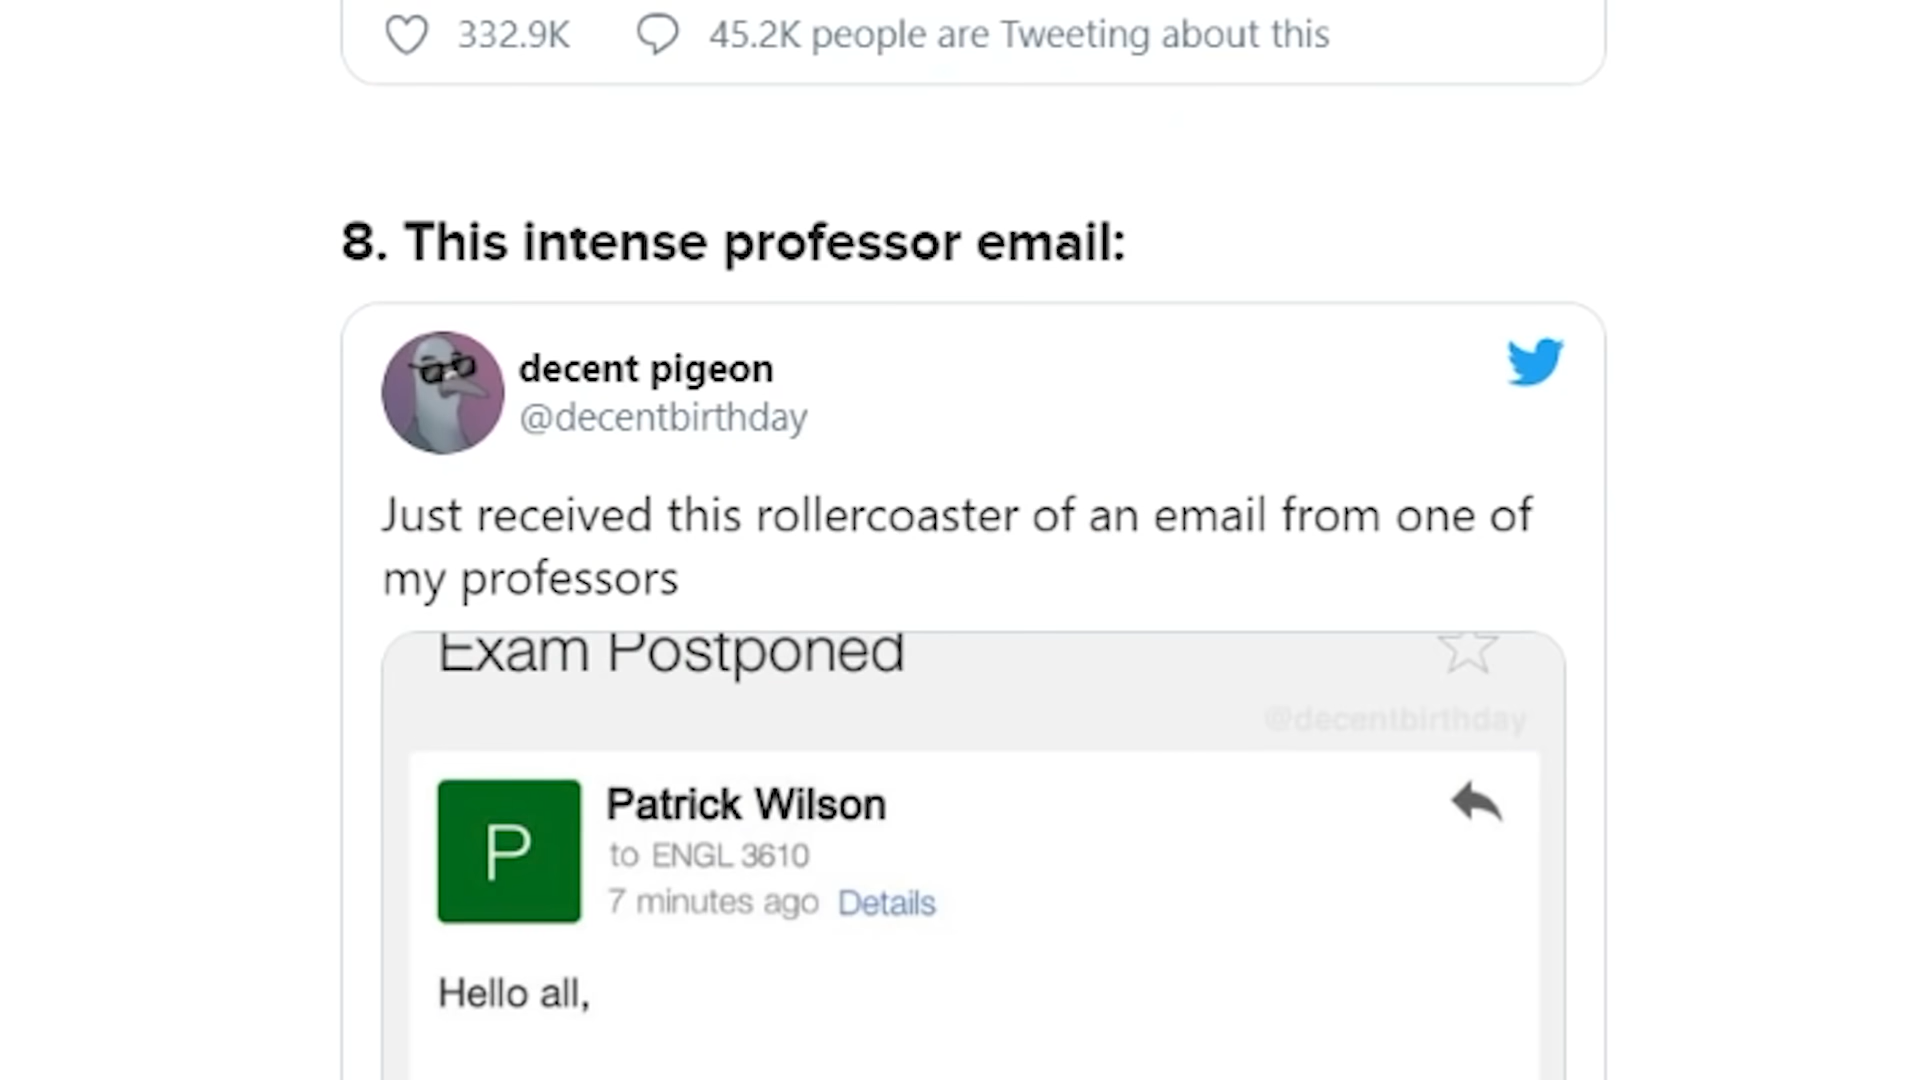 332.9K 45.2K people are Tweeting about this
8. This intense professor email:
decent pigeon
@decentbirthday
Just received this rollercoaster of an email from one of
my professors
Exam Postponed
@decentbirthday
P
Patrick Wilson
to ENGL 3610
7 minutes ago Details
Hello all,